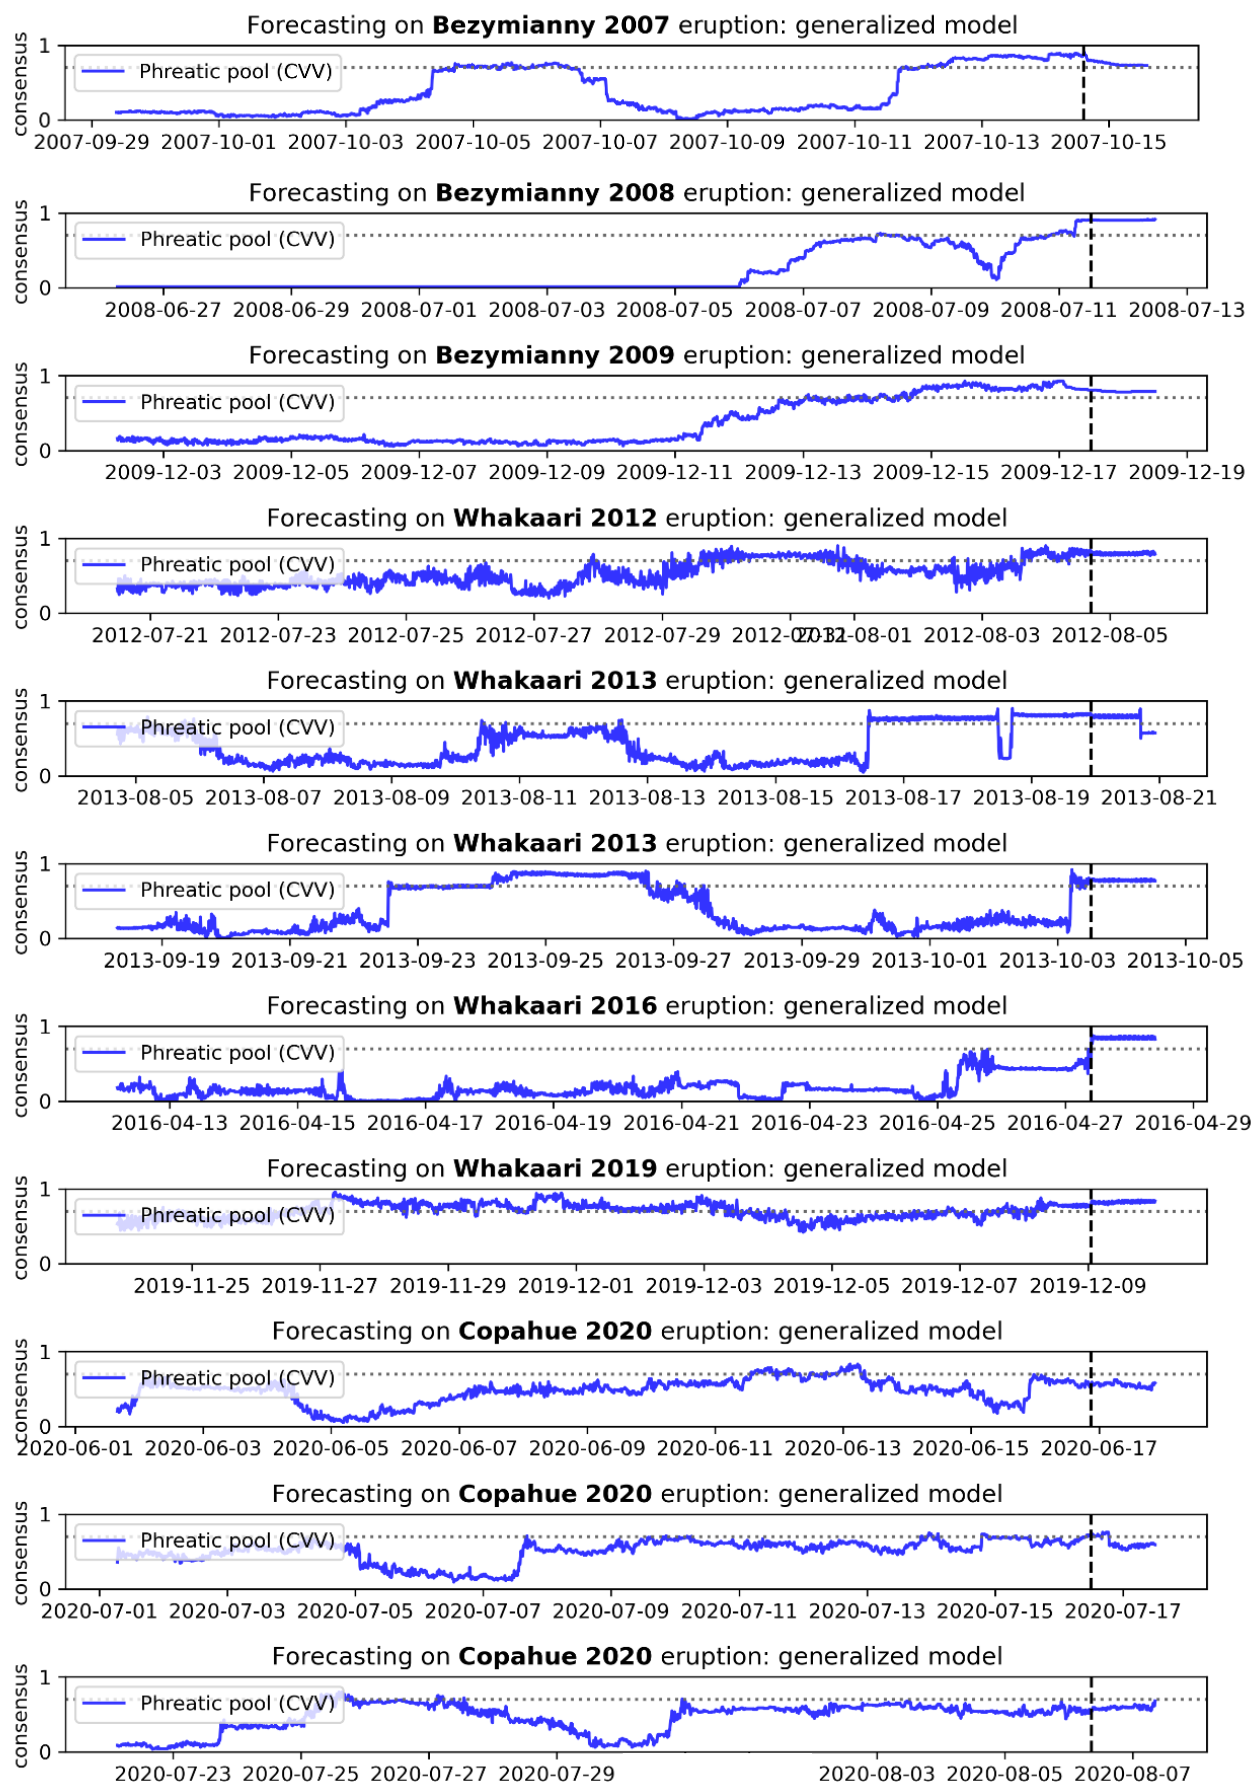 Forecasting on Bezymianny 2007 eruption: generalized model
consensus
1
Phreatic pool (CVV)
0
2007-09-29 2007-10-01 2007-10-03 2007-10-05 2007-10-07 2007-10-09 2007-10-11 2007-10-13 2007-10-15
Forecasting on Bezymianny 2008 eruption: generalized model
consensus
1
Phreatic pool (CVV)
0
2008-06-27 2008-06-29 2008-07-01 2008-07-03 2008-07-05 2008-07-07 2008-07-09 2008-07-11 2008-07-13
Forecasting on Bezymianny 2009 eruption: generalized model
consensus
1
Phreatic pool (CVV)
0
2009-12-03 2009-12-05 2009-12-07 2009-12-09 2009-12-11 2009-12-13 2009-12-15 2009-12-17 2009-12-19
Forecasting on Whakaari 2012 eruption: generalized model
consensus
1
Phreatic pool (CVV)
0
2012-07-21 2012-07-23 2012-07-25 2012-07-27 2012-07-29 2012-07-31 2012-08-01 2012-08-03 2012-08-05
Forecasting on Whakaari 2013 eruption: generalized model
consensus
1
Phreatic pool (CVV)
0
2013-08-05 2013-08-07 2013-08-09 2013-08-11 2013-08-13 2013-08-15 2013-08-17 2013-08-19 2013-08-21
Forecasting on Whakaari 2013 eruption: generalized model
consensus
1
Phreatic pool (CVV)
0
2013-09-19 2013-09-21 2013-09-23 2013-09-25 2013-09-27 2013-09-29 2013-10-01 2013-10-03 2013-10-05
Forecasting on Whakaari 2016 eruption: generalized model
consensus
1
Phreatic pool (CVV)
0
2016-04-13 2016-04-15 2016-04-17 2016-04-19 2016-04-21 2016-04-23 2016-04-25 2016-04-27 2016-04-29
Forecasting on Whakaari 2019 eruption: generalized model
consensus
1
Phreatic pool (CVV)
0
2019-11-25 2019-11-27 2019-11-29 2019-12-01 2019-12-03 2019-12-05 2019-12-07 2019-12-09
Forecasting on Copahue 2020 eruption: generalized model
consensus
1
Phreatic pool (CVV)
0
2020-06-01 2020-06-03 2020-06-05 2020-06-07 2020-06-09 2020-06-11 2020-06-13 2020-06-15 2020-06-17
Forecasting on Copahue 2020 eruption: generalized model
consensus
1
Phreatic pool (CVV)
0
2020-07-01 2020-07-03 2020-07-05 2020-07-07 2020-07-09 2020-07-11 2020-07-13 2020-07-15 2020-07-17
Forecasting on Copahue 2020 eruption: generalized model
consensus
1
Phreatic pool (CVV)
0
2020-07-23 2020-07-25 2020-07-27 2020-07-29 2020-08-03 2020-08-05 2020-08-07